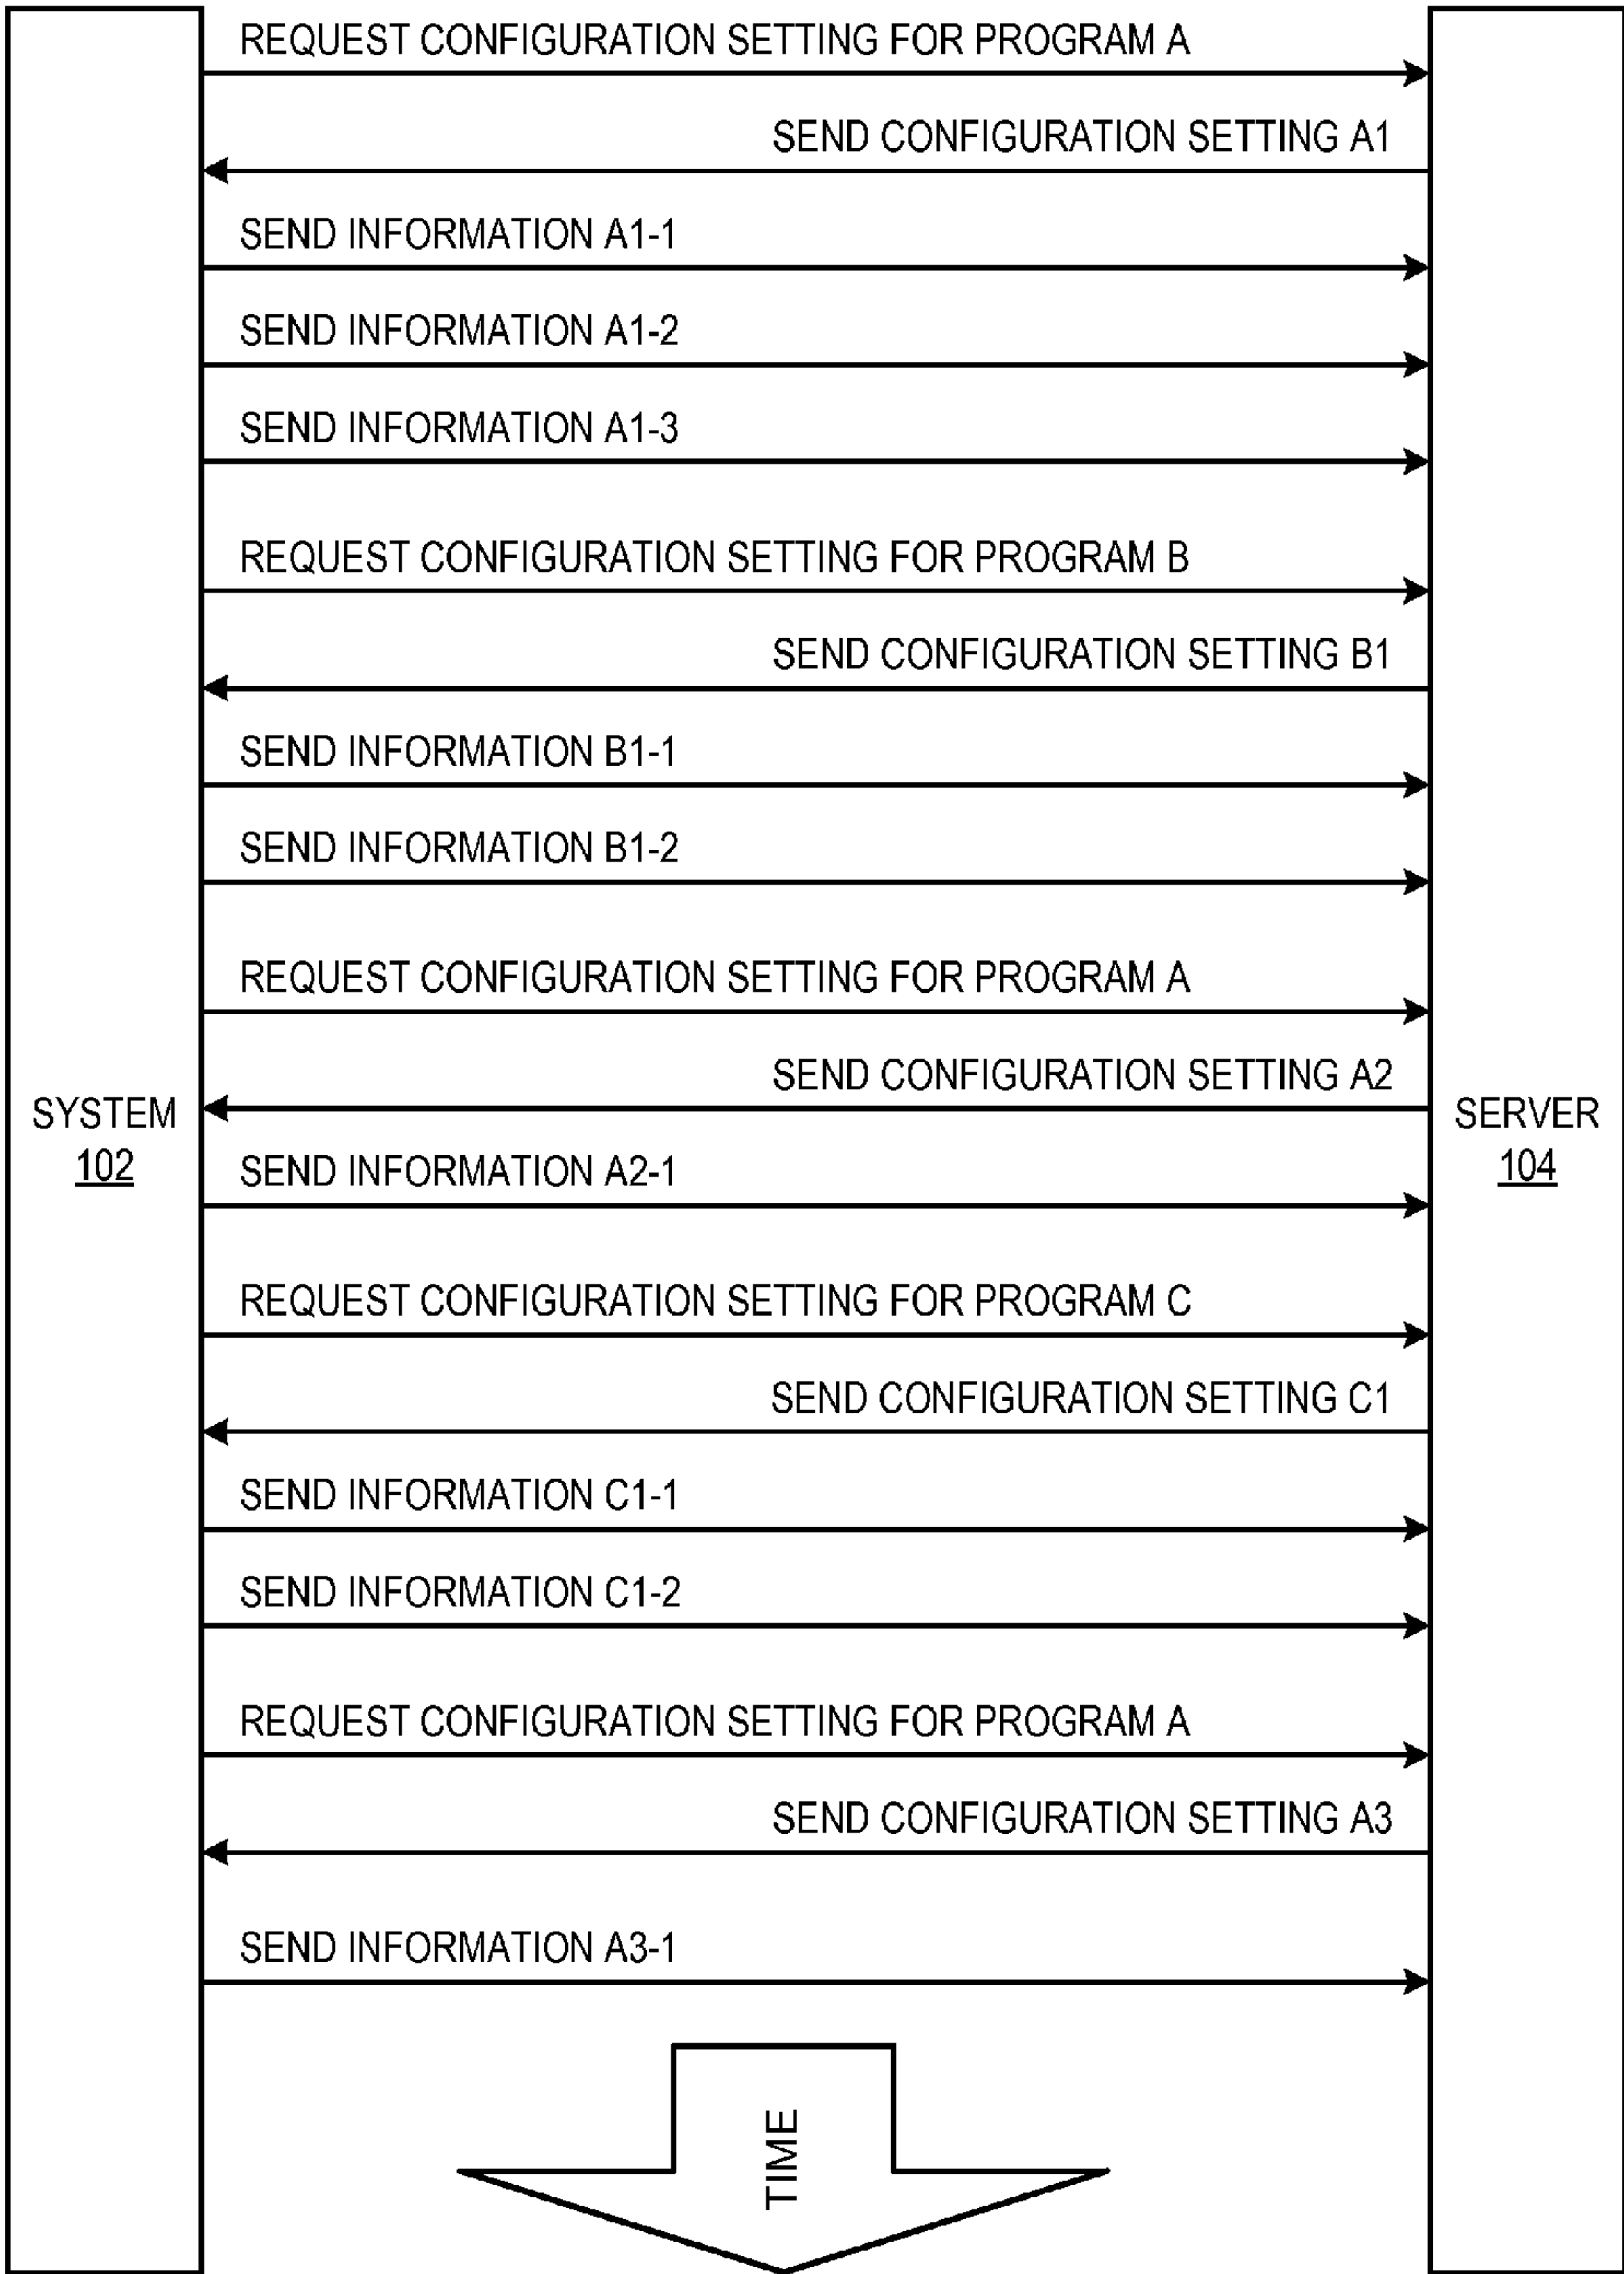 REQUEST CONFIGURATION SETTING FOR PROGRAM A
SEND CONFIGURATION SETTING A1
SEND INFORMATION A1-1
SEND INFORMATION A1-2
SEND INFORMATION A1-3
REQUEST CONFIGURATION SETTING FOR PROGRAM B
SEND CONFIGURATION SETTING B1
SEND INFORMATION B1-1
SEND INFORMATION B1-2
REQUEST CONFIGURATION SETTING FOR PROGRAM A
SEND CONFIGURATION SETTING A2
SYSTEM
102
SERVER
104
SEND INFORMATION A2-1
REQUEST CONFIGURATION SETTING FOR PROGRAM C
SEND CONFIGURATION SETTING C1
SEND INFORMATION C1-1
SEND INFORMATION C1-2
REQUEST CONFIGURATION SETTING FOR PROGRAM A
SEND CONFIGURATION SETTING A3
SEND INFORMATION A3-1
TIME